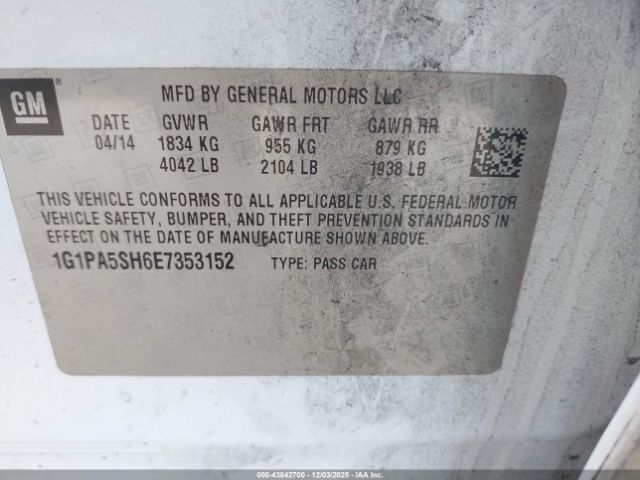 GM
MFD BY GENERAL MOTORS LLC
DATE GVWR GAWR FRT GAWR RR
04/14 1834 KG 955 KG 879 KG
4042 LB 2104 LB 1938 LB
THIS VEHICLE CONFORMS TO ALL APPLICABLE U.S. FEDERAL MOTOR
VEHICLE SAFETY, BUMPER, AND THEFT PREVENTION STANDARDS IN
EFFECT ON THE DATE OF MANUFACTURE SHOWN ABOVE.
1G1PA5SH6E7353152 TYPE: PASS CAR
000-43842700 - 12/03/2025 - IAA Inc. (©)